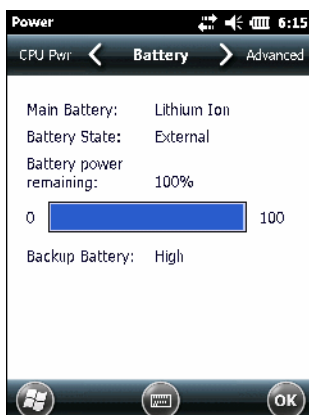 Power 6:15
CPU Pwr Battery Advanced
Main Battery: Lithium Ion
Battery State: External
Battery power
remaining: 100%
0 100
Backup Battery: High
OK